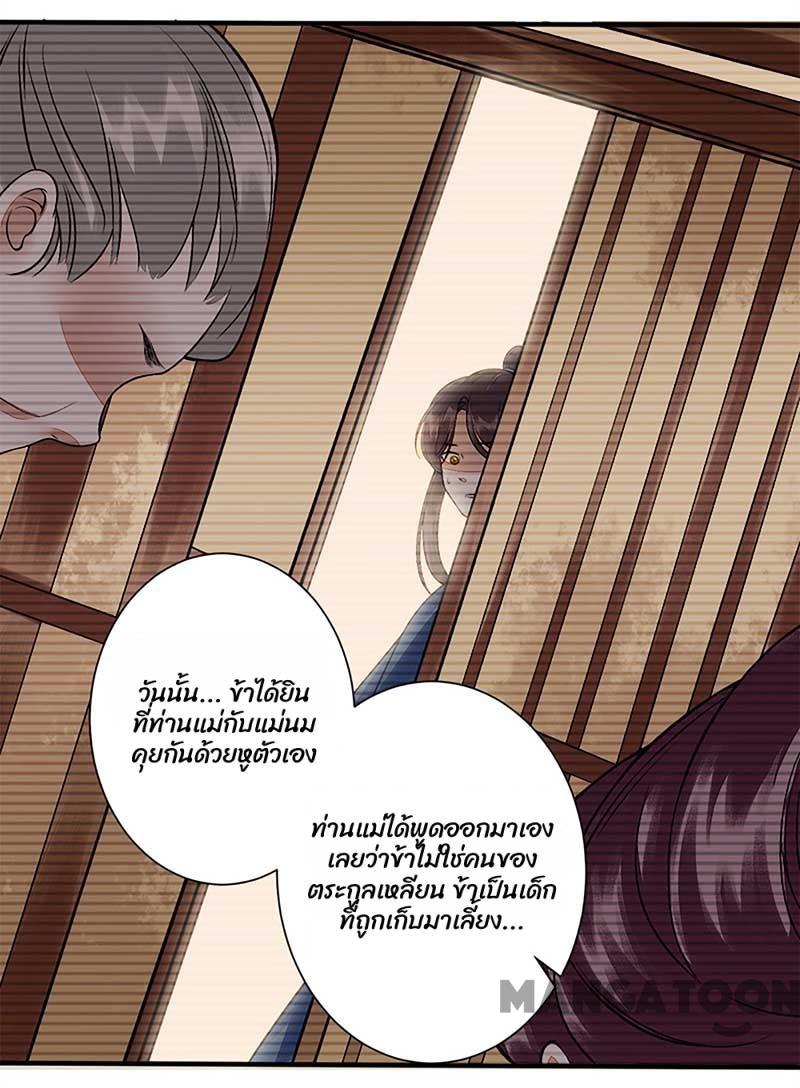 วันนั้น... ข้าได้ยิน
ที่ท่านแม่กับแม่นม
คุยกันด้วยหูตัวเอง
ท่านแม่ได้พูดออกมาเอง
เลยว่าข้าไม่ใช่คนของ
ตระกูลเหลียน ข้าเป็นเด็ก
ที่ถูกเก็บมาเลี้ยง...
MANGATOON